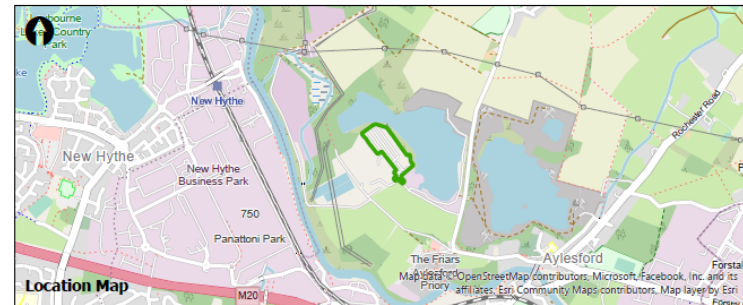 bourne
Country
Park
New Hythe
New Hythe
New Hythe
Business Park
750
Panattoni Park
M20
Rochester Road
The Friars
Aylesford
Priory
Aylesford
Forstal
Location Map
Map data © OpenStreetMap contributors, Microsoft, Facebook, Inc. and its
affiliates, Esri Community Maps contributors, Map layer by Esri